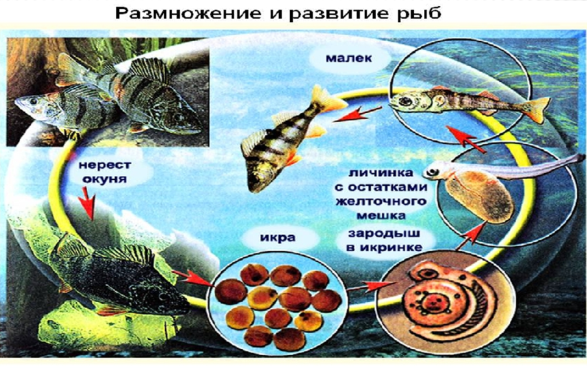 Размножение и развитие рыб
малек
нерест
окуня
личинка
с остатками
желточного
мешка
икра
зародыш
в икринке